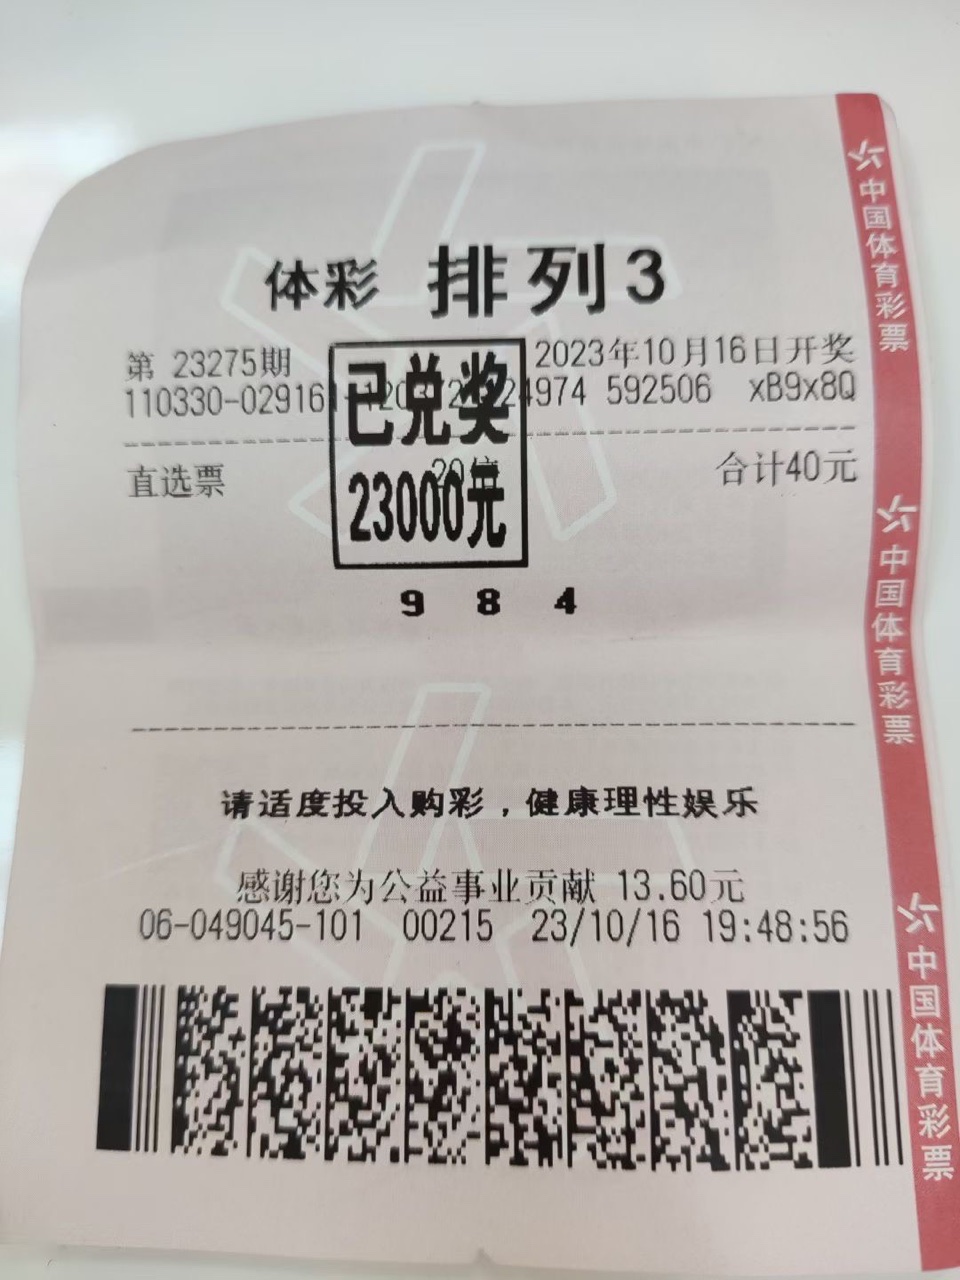 体彩 排列3
第 23275期 2023年10月16日开奖
110330-029161 592506 xB9x8Q
已兑奖
23000元
直选票 20倍 合计40元
9 8 4
请适度投入购彩，健康理性娱乐
感谢您为公益事业贡献 13.60元
06-049045-101 00215 23/10/16 19:48:56
中国体育彩票
中国体育彩票
中国体育彩票